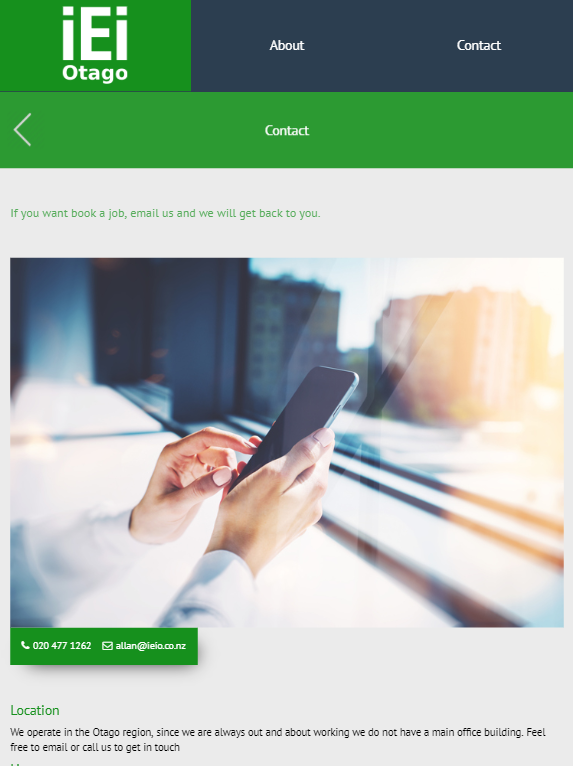 iEi
Otago
About
Contact
Contact
If you want book a job, email us and we will get back to you.
020 477 1262 allan@ieio.co.nz
Location
We operate in the Otago region, since we are always out and about working we do not have a main office building. Feel
free to email or call us to get in touch